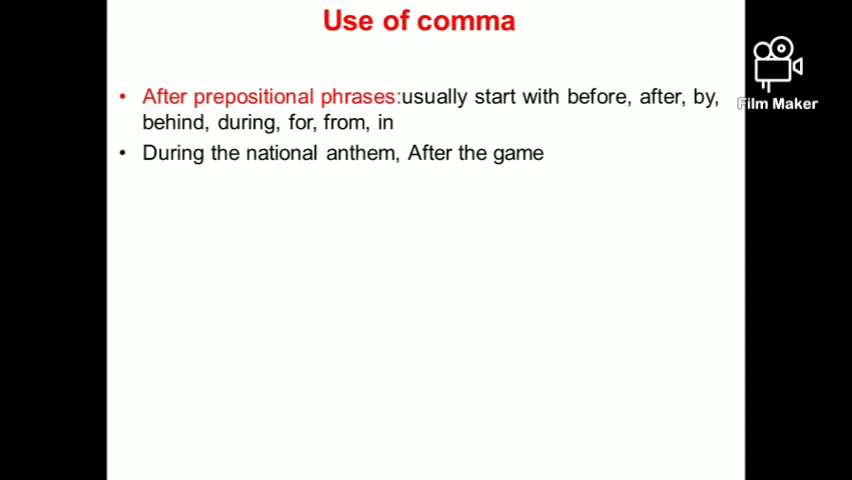 Use of comma
• After prepositional phrases:usually start with before, after, by,
behind, during, for, from, in
• During the national anthem, After the game
Film Maker